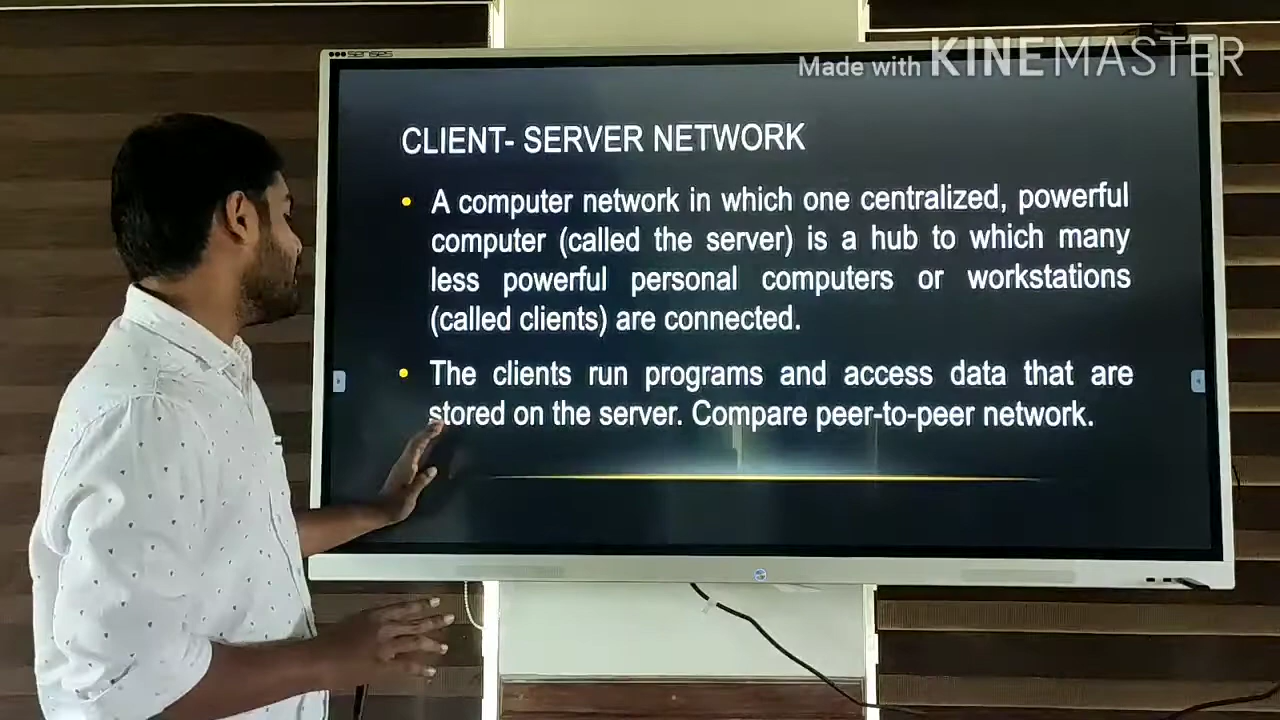 senses
Made with KINEMASTER
CLIENT- SERVER NETWORK
• A computer network in which one centralized, powerful
computer (called the server) is a hub to which many
less powerful personal computers or workstations
(called clients) are connected.
• The clients run programs and access data that are
stored on the server. Compare peer-to-peer network.